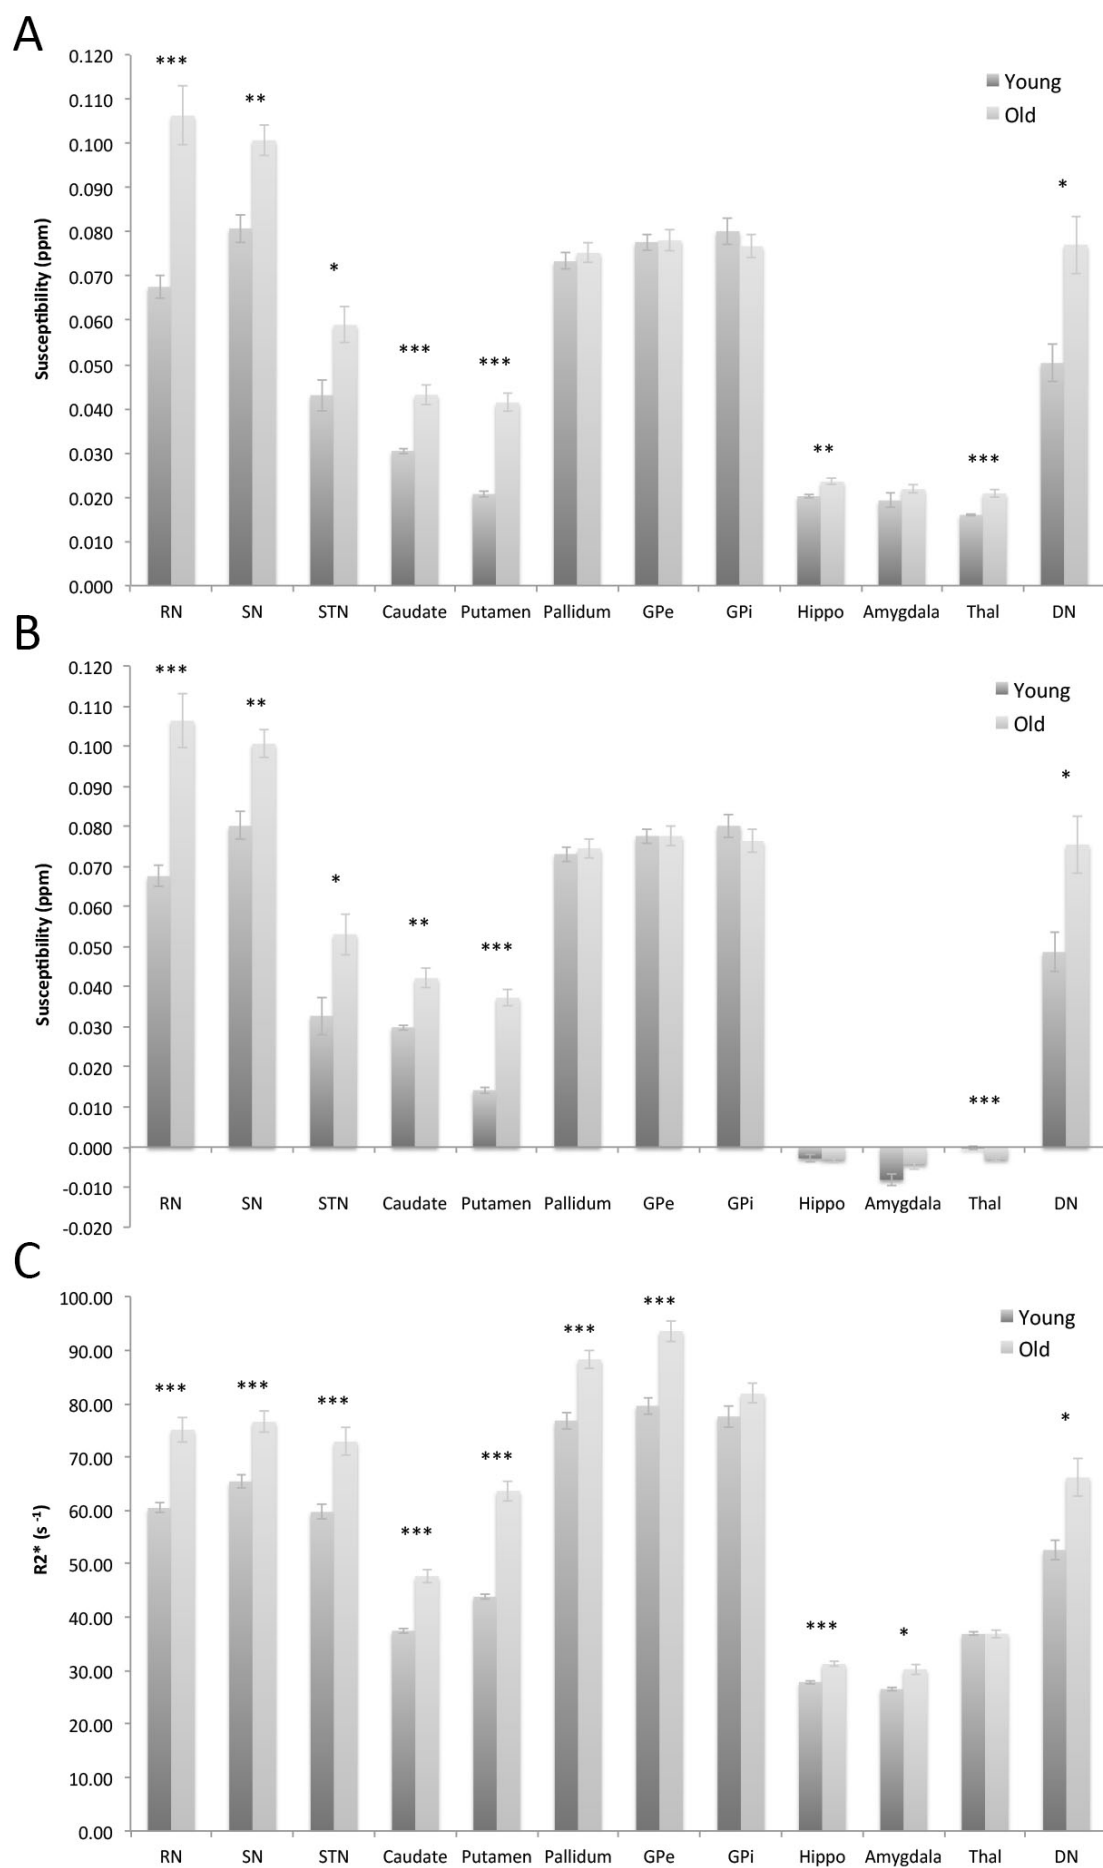 A
0.120
0.110
0.100
0.090
0.080
0.070
0.060
0.050
0.040
0.030
0.020
0.010
0.000
Susceptibility (ppm)
*** ** * *** *** ** *** *
Young
Old
RN SN STN Caudate Putamen Pallidum GPe GPi Hippo Amygdala Thal DN
B
0.120
0.110
0.100
0.090
0.080
0.070
0.060
0.050
0.040
0.030
0.020
0.010
0.000
-0.010
-0.020
Susceptibility (ppm)
*** ** * ** *** *** *
Young
Old
RN SN STN Caudate Putamen Pallidum GPe GPi Hippo Amygdala Thal DN
C
100.00
90.00
80.00
70.00
60.00
50.00
40.00
30.00
20.00
10.00
0.00
R2* (s⁻¹)
*** *** *** *** *** *** *** *** * *
Young
Old
RN SN STN Caudate Putamen Pallidum GPe GPi Hippo Amygdala Thal DN